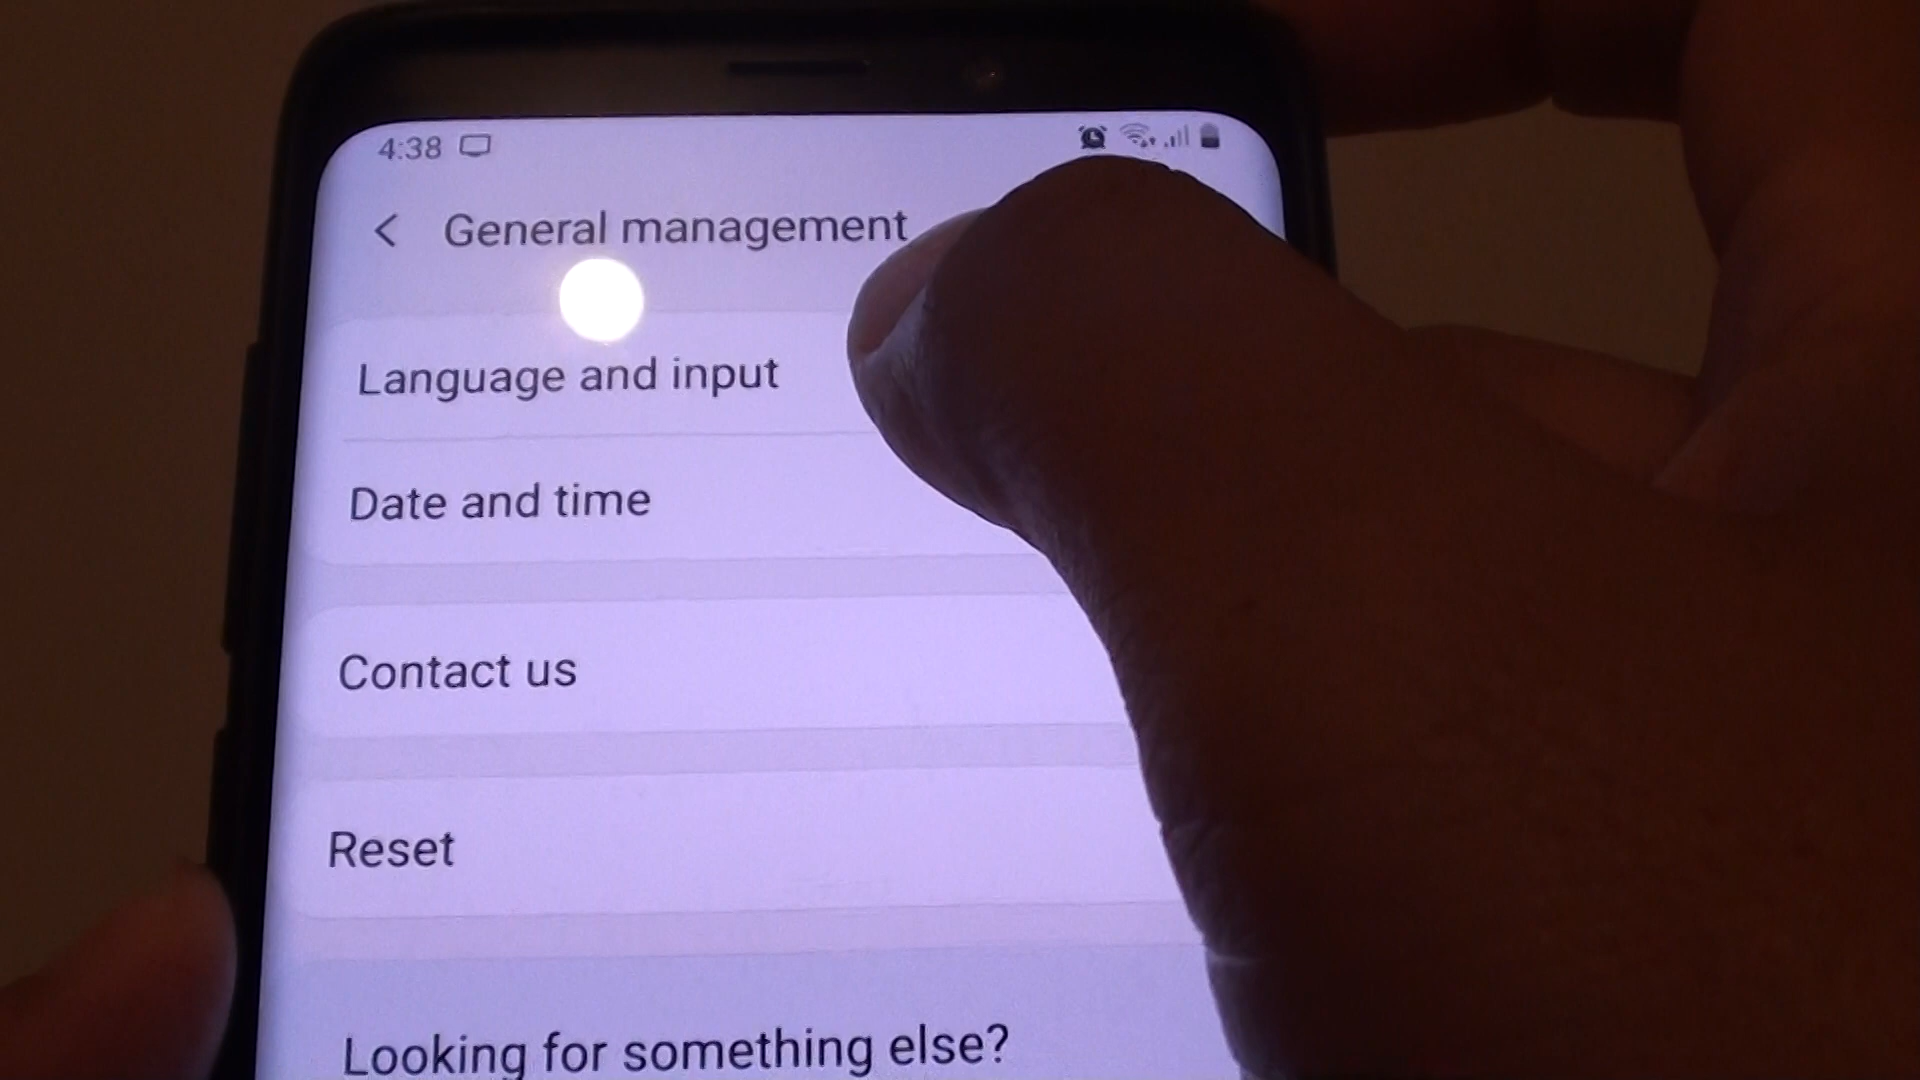 4:38
General management
Language and input
Date and time
Contact us
Reset
Looking for something else?